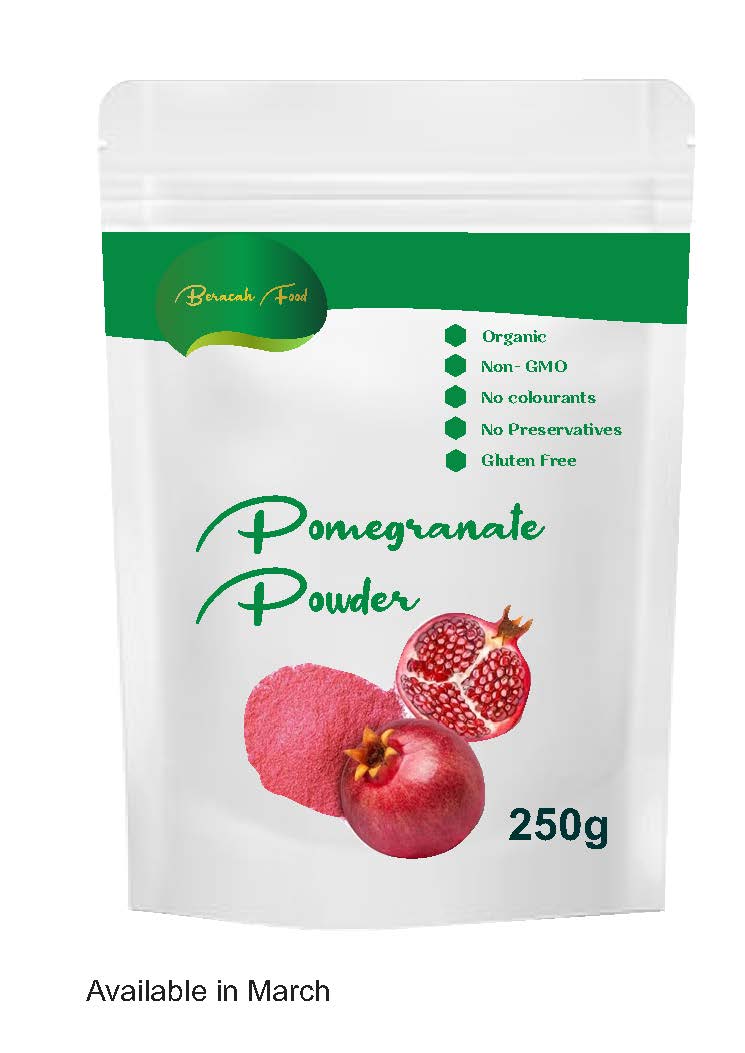 Beracah Food
Organic
Non- GMO
No colourants
No Preservatives
Gluten Free
Pomegranate
Powder
250g
Available in March